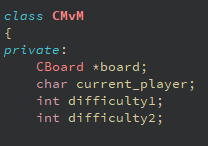 class CMvM
{
private:
    CBoard *board;
    char current_player;
    int difficulty1;
    int difficulty2;